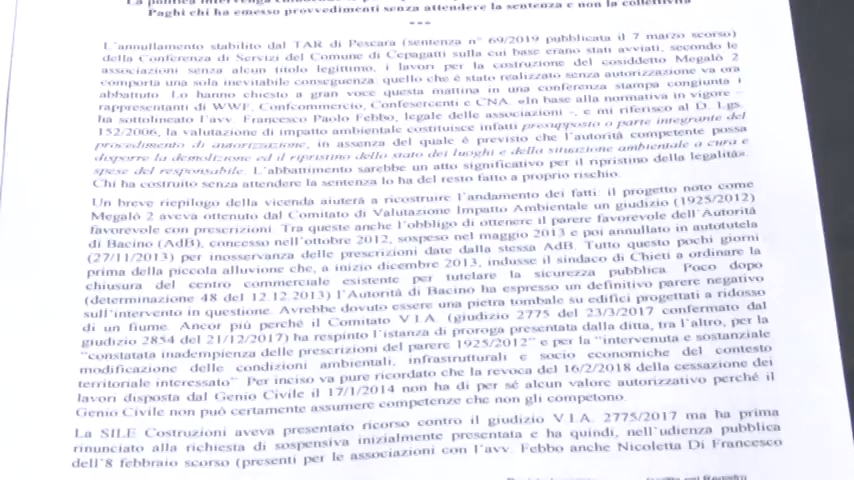 Paghi chi ha emesso provvedimenti senza attendere la sentenza e non la collettività
***
L'annullamento stabilito dal TAR di Pescara (sentenza n° 69/2019 pubblicata il 7 marzo scorso)
della Conferenza di Servizi del Comune di Cepagatti sulla cui base erano stati avviati, secondo le
associazioni senza alcun titolo legittimo, i lavori per la costruzione del cosiddetto Megalò 2
comporta una sola inevitabile conseguenza: quello che è stato realizzato senza autorizzazione va ora
abbattuto. Lo hanno chiesto a gran voce questa mattina in una conferenza stampa congiunta i
rappresentanti di WWF, Confcommercio, Confesercenti e CNA. «In base alla normativa in vigore –
ha sottolineato l'avv. Francesco Paolo Febbo, legale delle associazioni -, e mi riferisco al D. Lgs.
152/2006, la valutazione di impatto ambientale costituisce infatti presupposto o parte integrante del
procedimento di autorizzazione, in assenza del quale è previsto che l'autorità competente possa
disporre la demolizione ed il ripristino dello stato dei luoghi e della situazione ambientale a cura e
spese del responsabile. L'abbattimento sarebbe un atto significativo per il ripristino della legalità».
Chi ha costruito senza attendere la sentenza lo ha del resto fatto a proprio rischio.
Un breve riepilogo della vicenda aiuterà a ricostruire l'andamento dei fatti: il progetto noto come
Megalò 2 aveva ottenuto dal Comitato di Valutazione Impatto Ambientale un giudizio (1925/2012)
favorevole con prescrizioni. Tra queste anche l'obbligo di ottenere il parere favorevole dell'Autorità
di Bacino (AdB), concesso nell'ottobre 2012, sospeso nel maggio 2013 e poi annullato in autotutela
(27/11/2013) per inosservanza delle prescrizioni date dalla stessa AdB. Tutto questo pochi giorni
prima della piccola alluvione che, a inizio dicembre 2013, indusse il sindaco di Chieti a ordinare la
chiusura del centro commerciale esistente per tutelare la sicurezza pubblica. Poco dopo
(determinazione 48 del 12.12.2013) l'Autorità di Bacino ha espresso un definitivo parere negativo
sull'intervento in questione. Avrebbe dovuto essere una pietra tombale su edifici progettati a ridosso
di un fiume. Ancor più perché il Comitato V.I.A. (giudizio 2775 del 23/3/2017 confermato dal
giudizio 2854 del 21/12/2017) ha respinto l'istanza di proroga presentata dalla ditta, tra l'altro, per la
"constatata inadempienza delle prescrizioni del parere 1925/2012" e per la "intervenuta e sostanziale
modificazione delle condizioni ambientali, infrastrutturali e socio economiche del contesto
territoriale interessato" Per inciso va pure ricordato che la revoca del 16/2/2018 della cessazione dei
lavori disposta dal Genio Civile il 17/1/2014 non ha di per sé alcun valore autorizzativo perché il
Genio Civile non può certamente assumere competenze che non gli competono.
La SILE Costruzioni aveva presentato ricorso contro il giudizio V.I.A. 2775/2017 ma ha prima
rinunciato alla richiesta di sospensiva inizialmente presentata e ha quindi, nell'udienza pubblica
dell'8 febbraio scorso (presenti per le associazioni con l'avv. Febbo anche Nicoletta Di Francesco